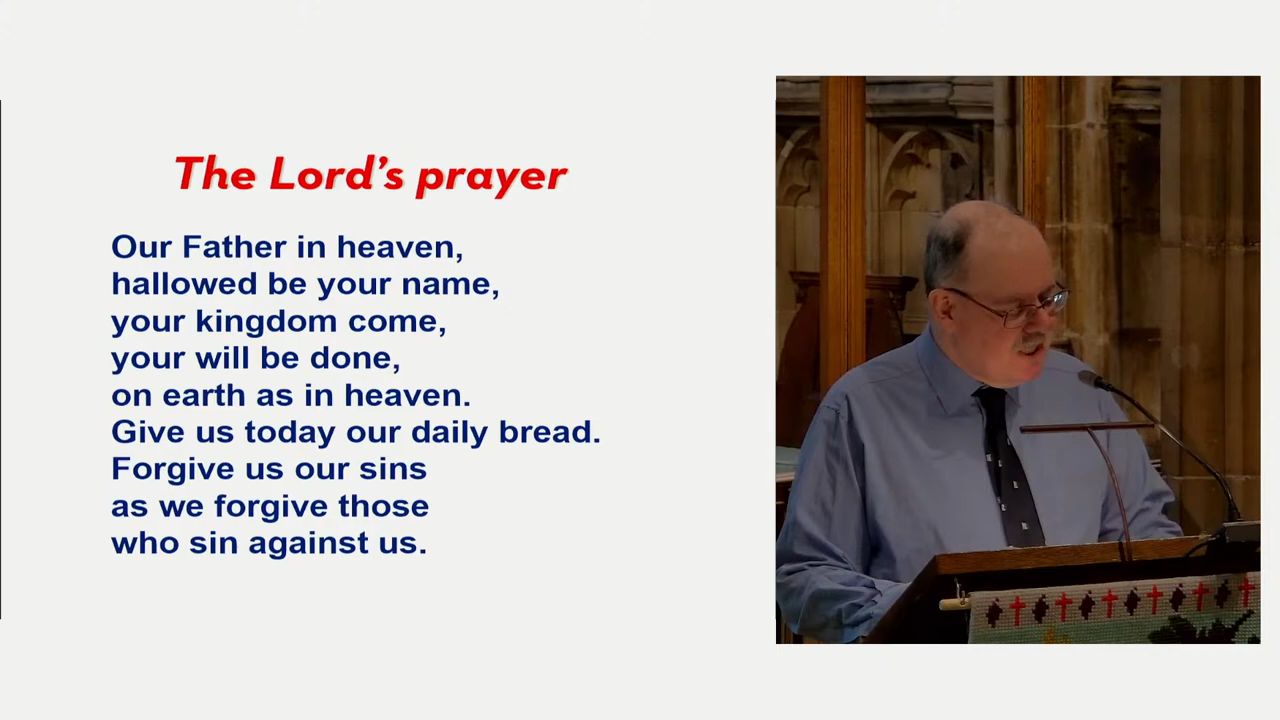 The Lord’s prayer
Our Father in heaven,
hallowed be your name,
your kingdom come,
your will be done,
on earth as in heaven.
Give us today our daily bread.
Forgive us our sins
as we forgive those
who sin against us.